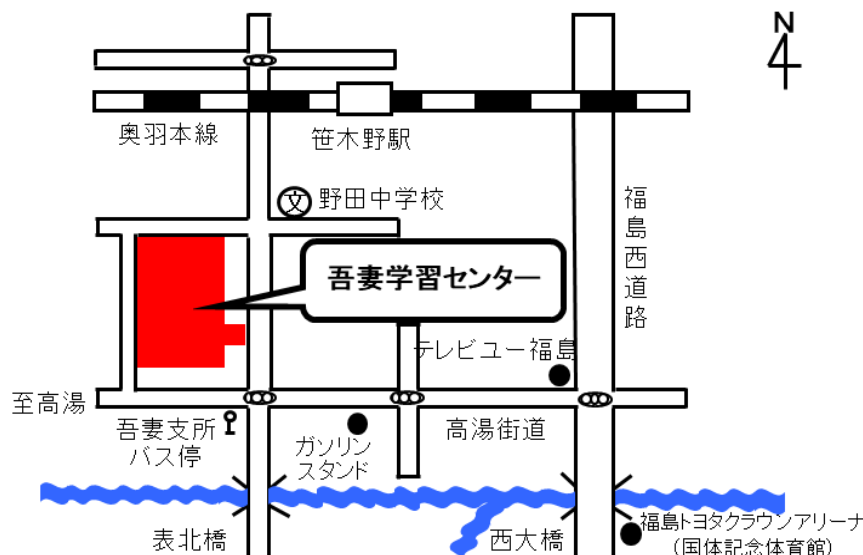 N
奥羽本線
笹木野駅
文
野田中学校
福島西道路
吾妻学習センター
テレビユー福島
至高湯
吾妻支所
バス停
ガソリン
スタンド
高湯街道
表北橋
西大橋
福島トヨタクラウンアリーナ
（国体記念体育館）